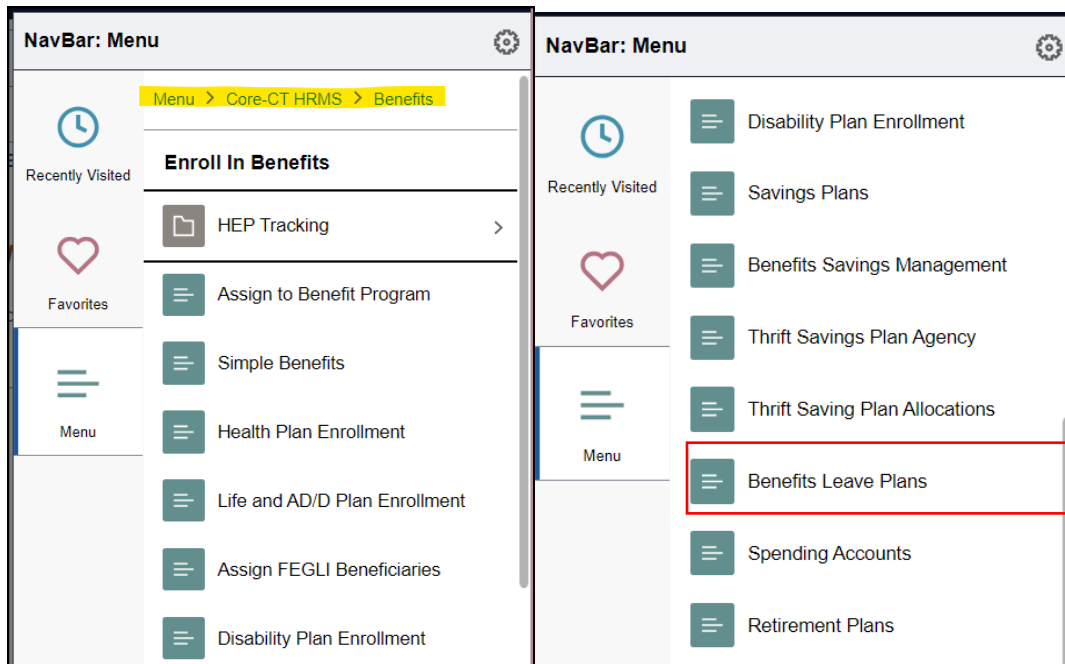 NavBar: Menu
Menu > Core-CT HRMS > Benefits
Recently Visited
Favorites
Menu
Enroll In Benefits
HEP Tracking
Assign to Benefit Program
Simple Benefits
Health Plan Enrollment
Life and AD/D Plan Enrollment
Assign FEGLI Beneficiaries
Disability Plan Enrollment
NavBar: Menu
Recently Visited
Favorites
Menu
Disability Plan Enrollment
Savings Plans
Benefits Savings Management
Thrift Savings Plan Agency
Thrift Saving Plan Allocations
Benefits Leave Plans
Spending Accounts
Retirement Plans